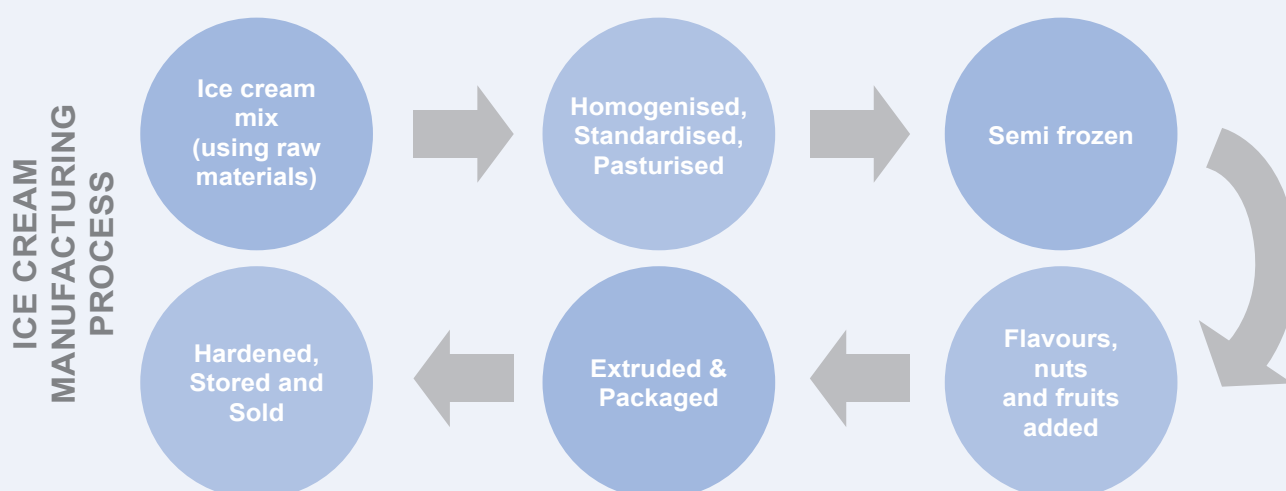 ICE CREAM
MANUFACTURING
PROCESS
Ice cream
mix
(using raw
materials)
Homogenised,
Standardised,
Pasturised
Semi frozen
Flavours,
nuts
and fruits
added
Extruded &
Packaged
Hardened,
Stored and
Sold